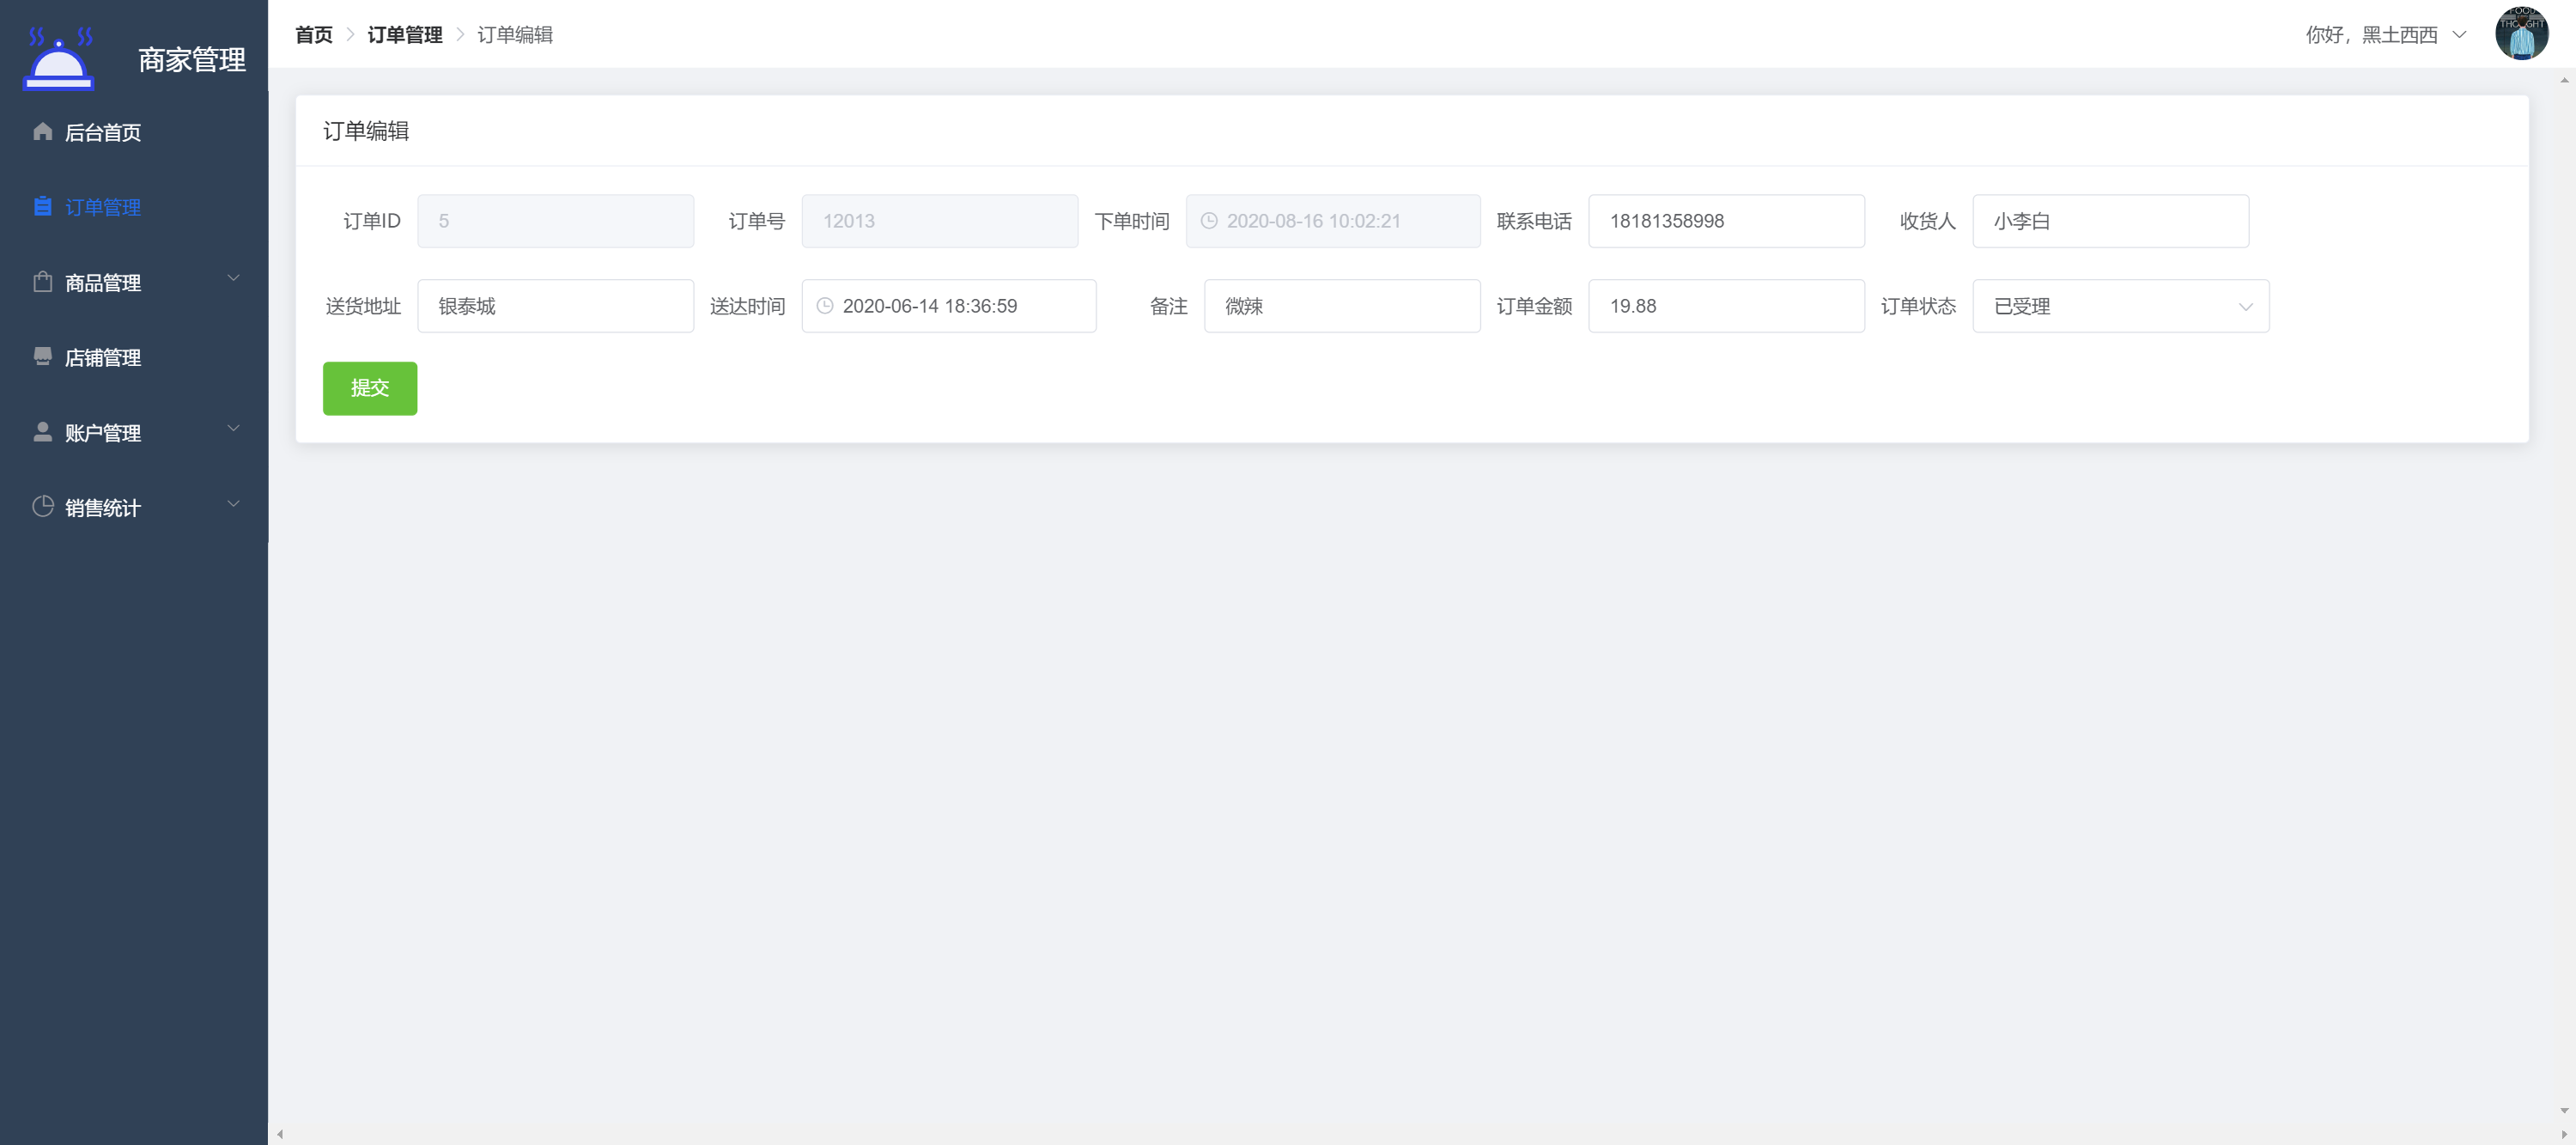 商家管理
首页 订单管理 订单编辑
你好，黑土西西
FOOD
THOUGHT
后台首页
订单管理
商品管理
店铺管理
账户管理
销售统计
订单编辑
订单ID 5 订单号 12013 下单时间 2020-08-16 10:02:21 联系电话 18181358998 收货人 小李白
送货地址 银泰城 送达时间 2020-06-14 18:36:59 备注 微辣 订单金额 19.88 订单状态 已受理
提交